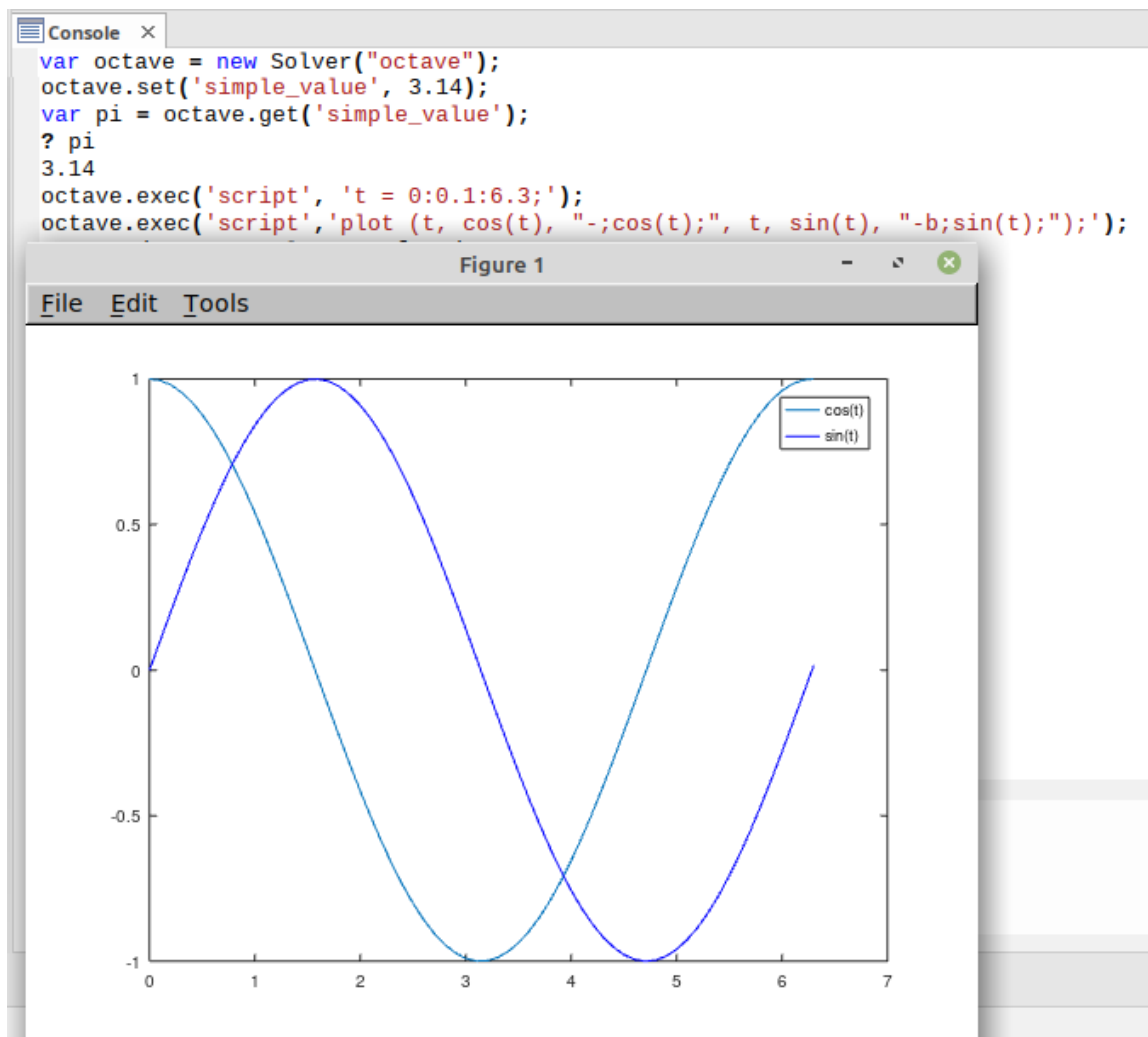 Console ×
var octave = new Solver("octave");
octave.set('simple_value', 3.14);
var pi = octave.get('simple_value');
? pi
3.14
octave.exec('script', 't = 0:0.1:6.3;');
octave.exec('script','plot (t, cos(t), "-;cos(t);", t, sin(t), "-b;sin(t);");');
Figure 1
File Edit Tools
1
cos(t)
sin(t)
0.5
0
-0.5
-1
0 1 2 3 4 5 6 7